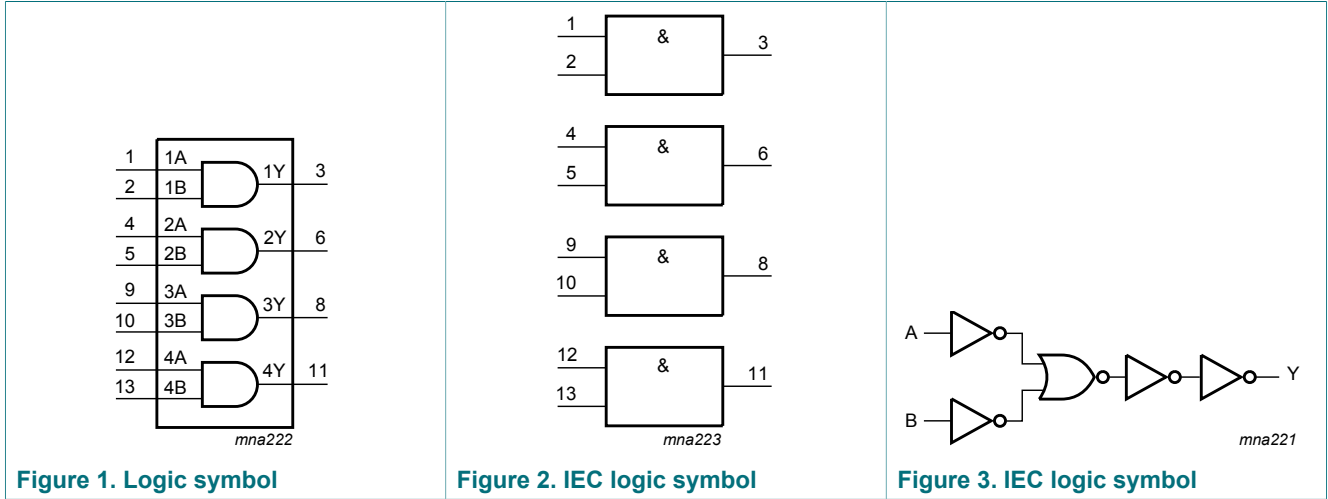 1 1A 1Y 3
2 1B
4 2A 2Y 6
5 2B
9 3A 3Y 8
10 3B
12 4A 4Y 11
13 4B
mna222
Figure 1. Logic symbol
1 & 3
2
4 & 6
5
9 & 8
10
12 & 11
13
mna223
Figure 2. IEC logic symbol
A
Y
B
mna221
Figure 3. IEC logic symbol